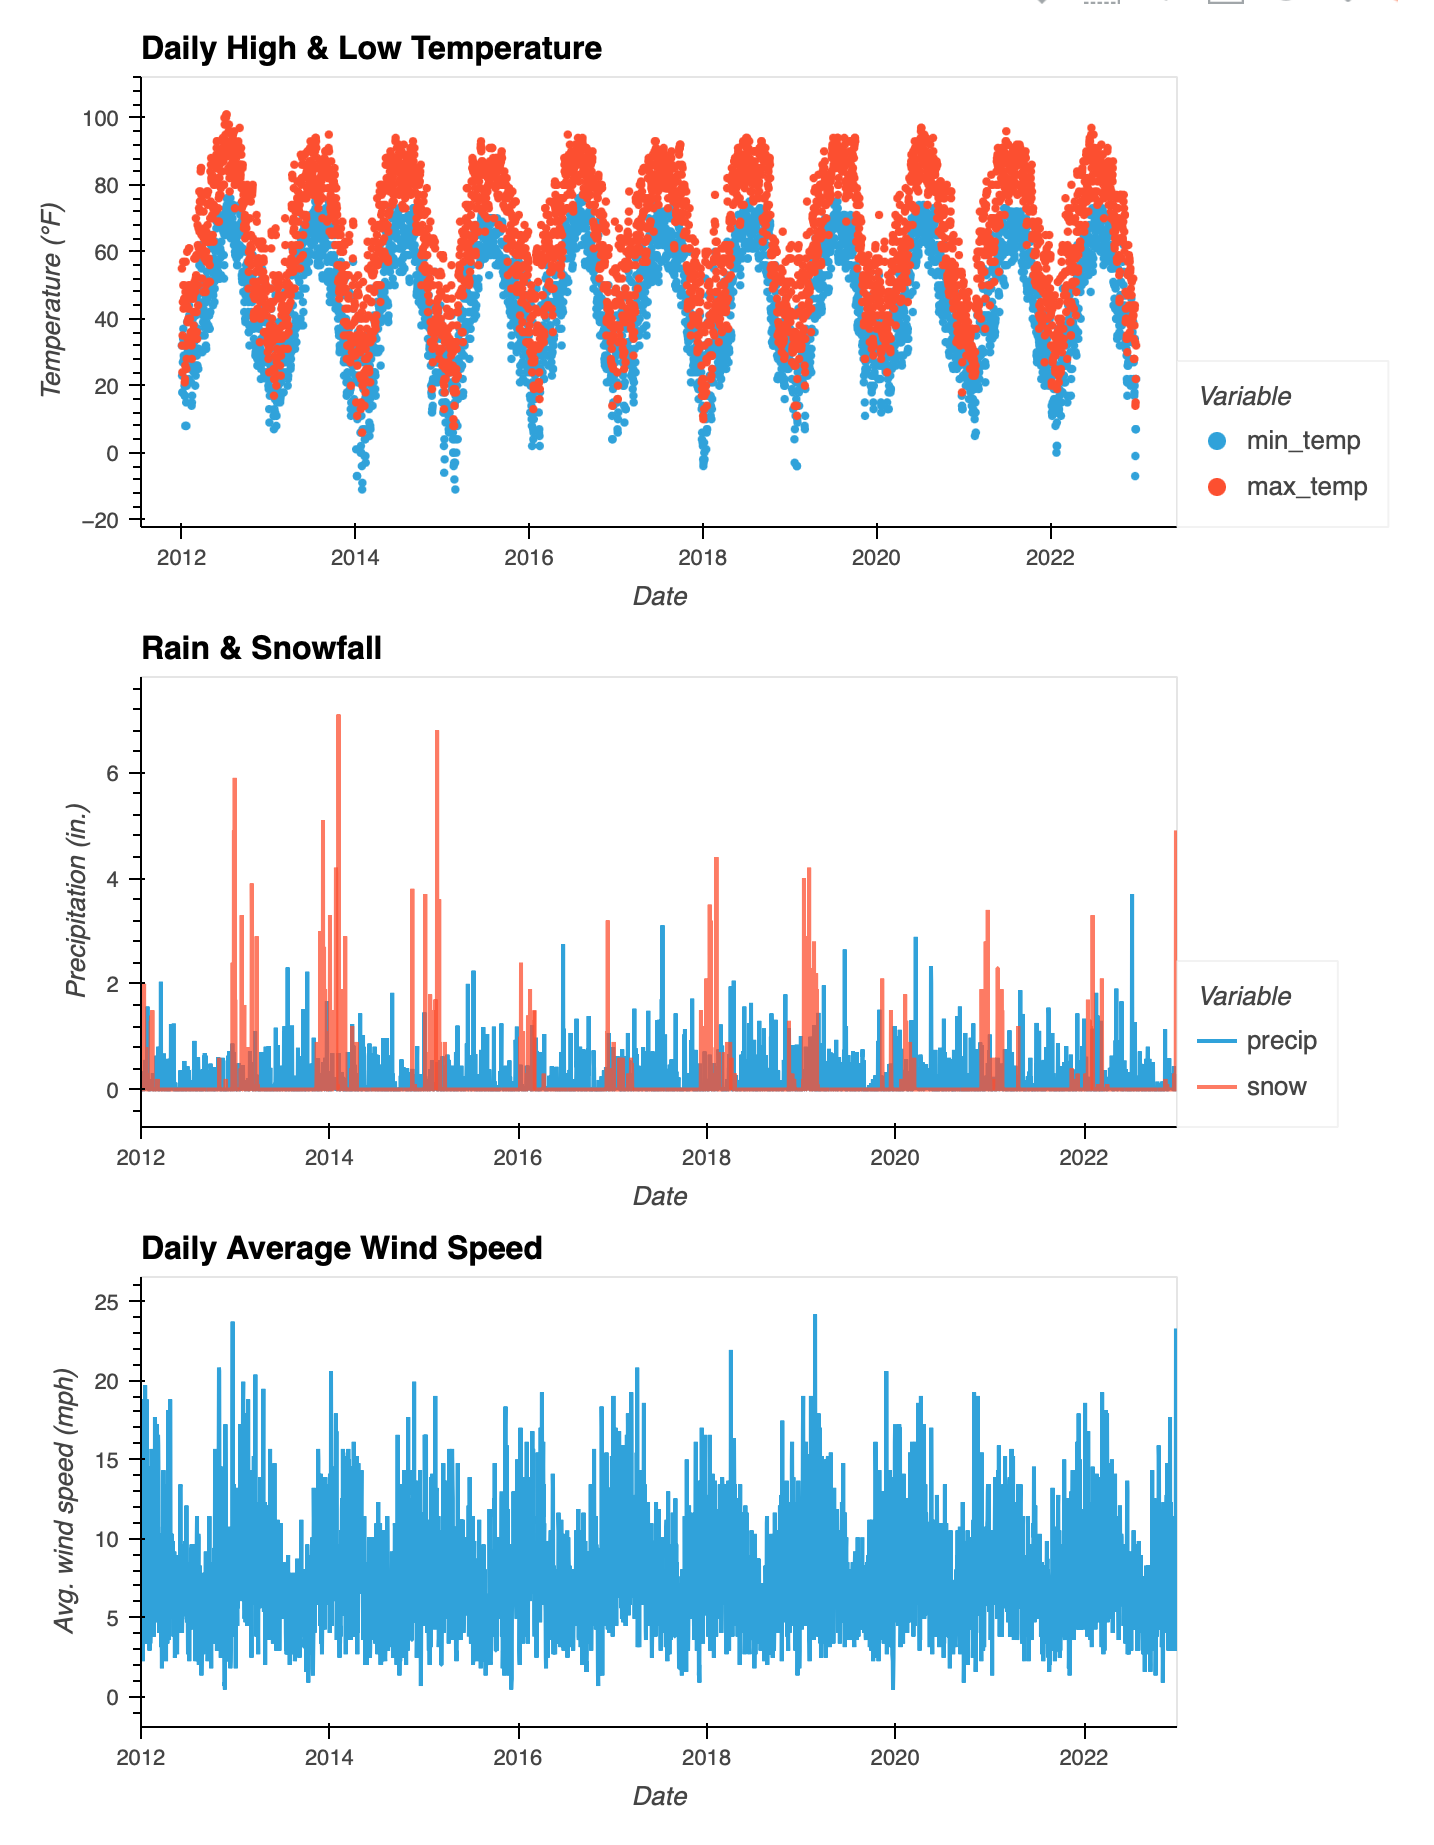 Daily High & Low Temperature
100
80
60
40
20
0
−20
Temperature (°F)
2012 2014 2016 2018 2020 2022
Date
Variable
min_temp
max_temp
Rain & Snowfall
6
4
2
0
Precipitation (in.)
2012 2014 2016 2018 2020 2022
Date
Variable
precip
snow
Daily Average Wind Speed
25
20
15
10
5
0
Avg. wind speed (mph)
2012 2014 2016 2018 2020 2022
Date